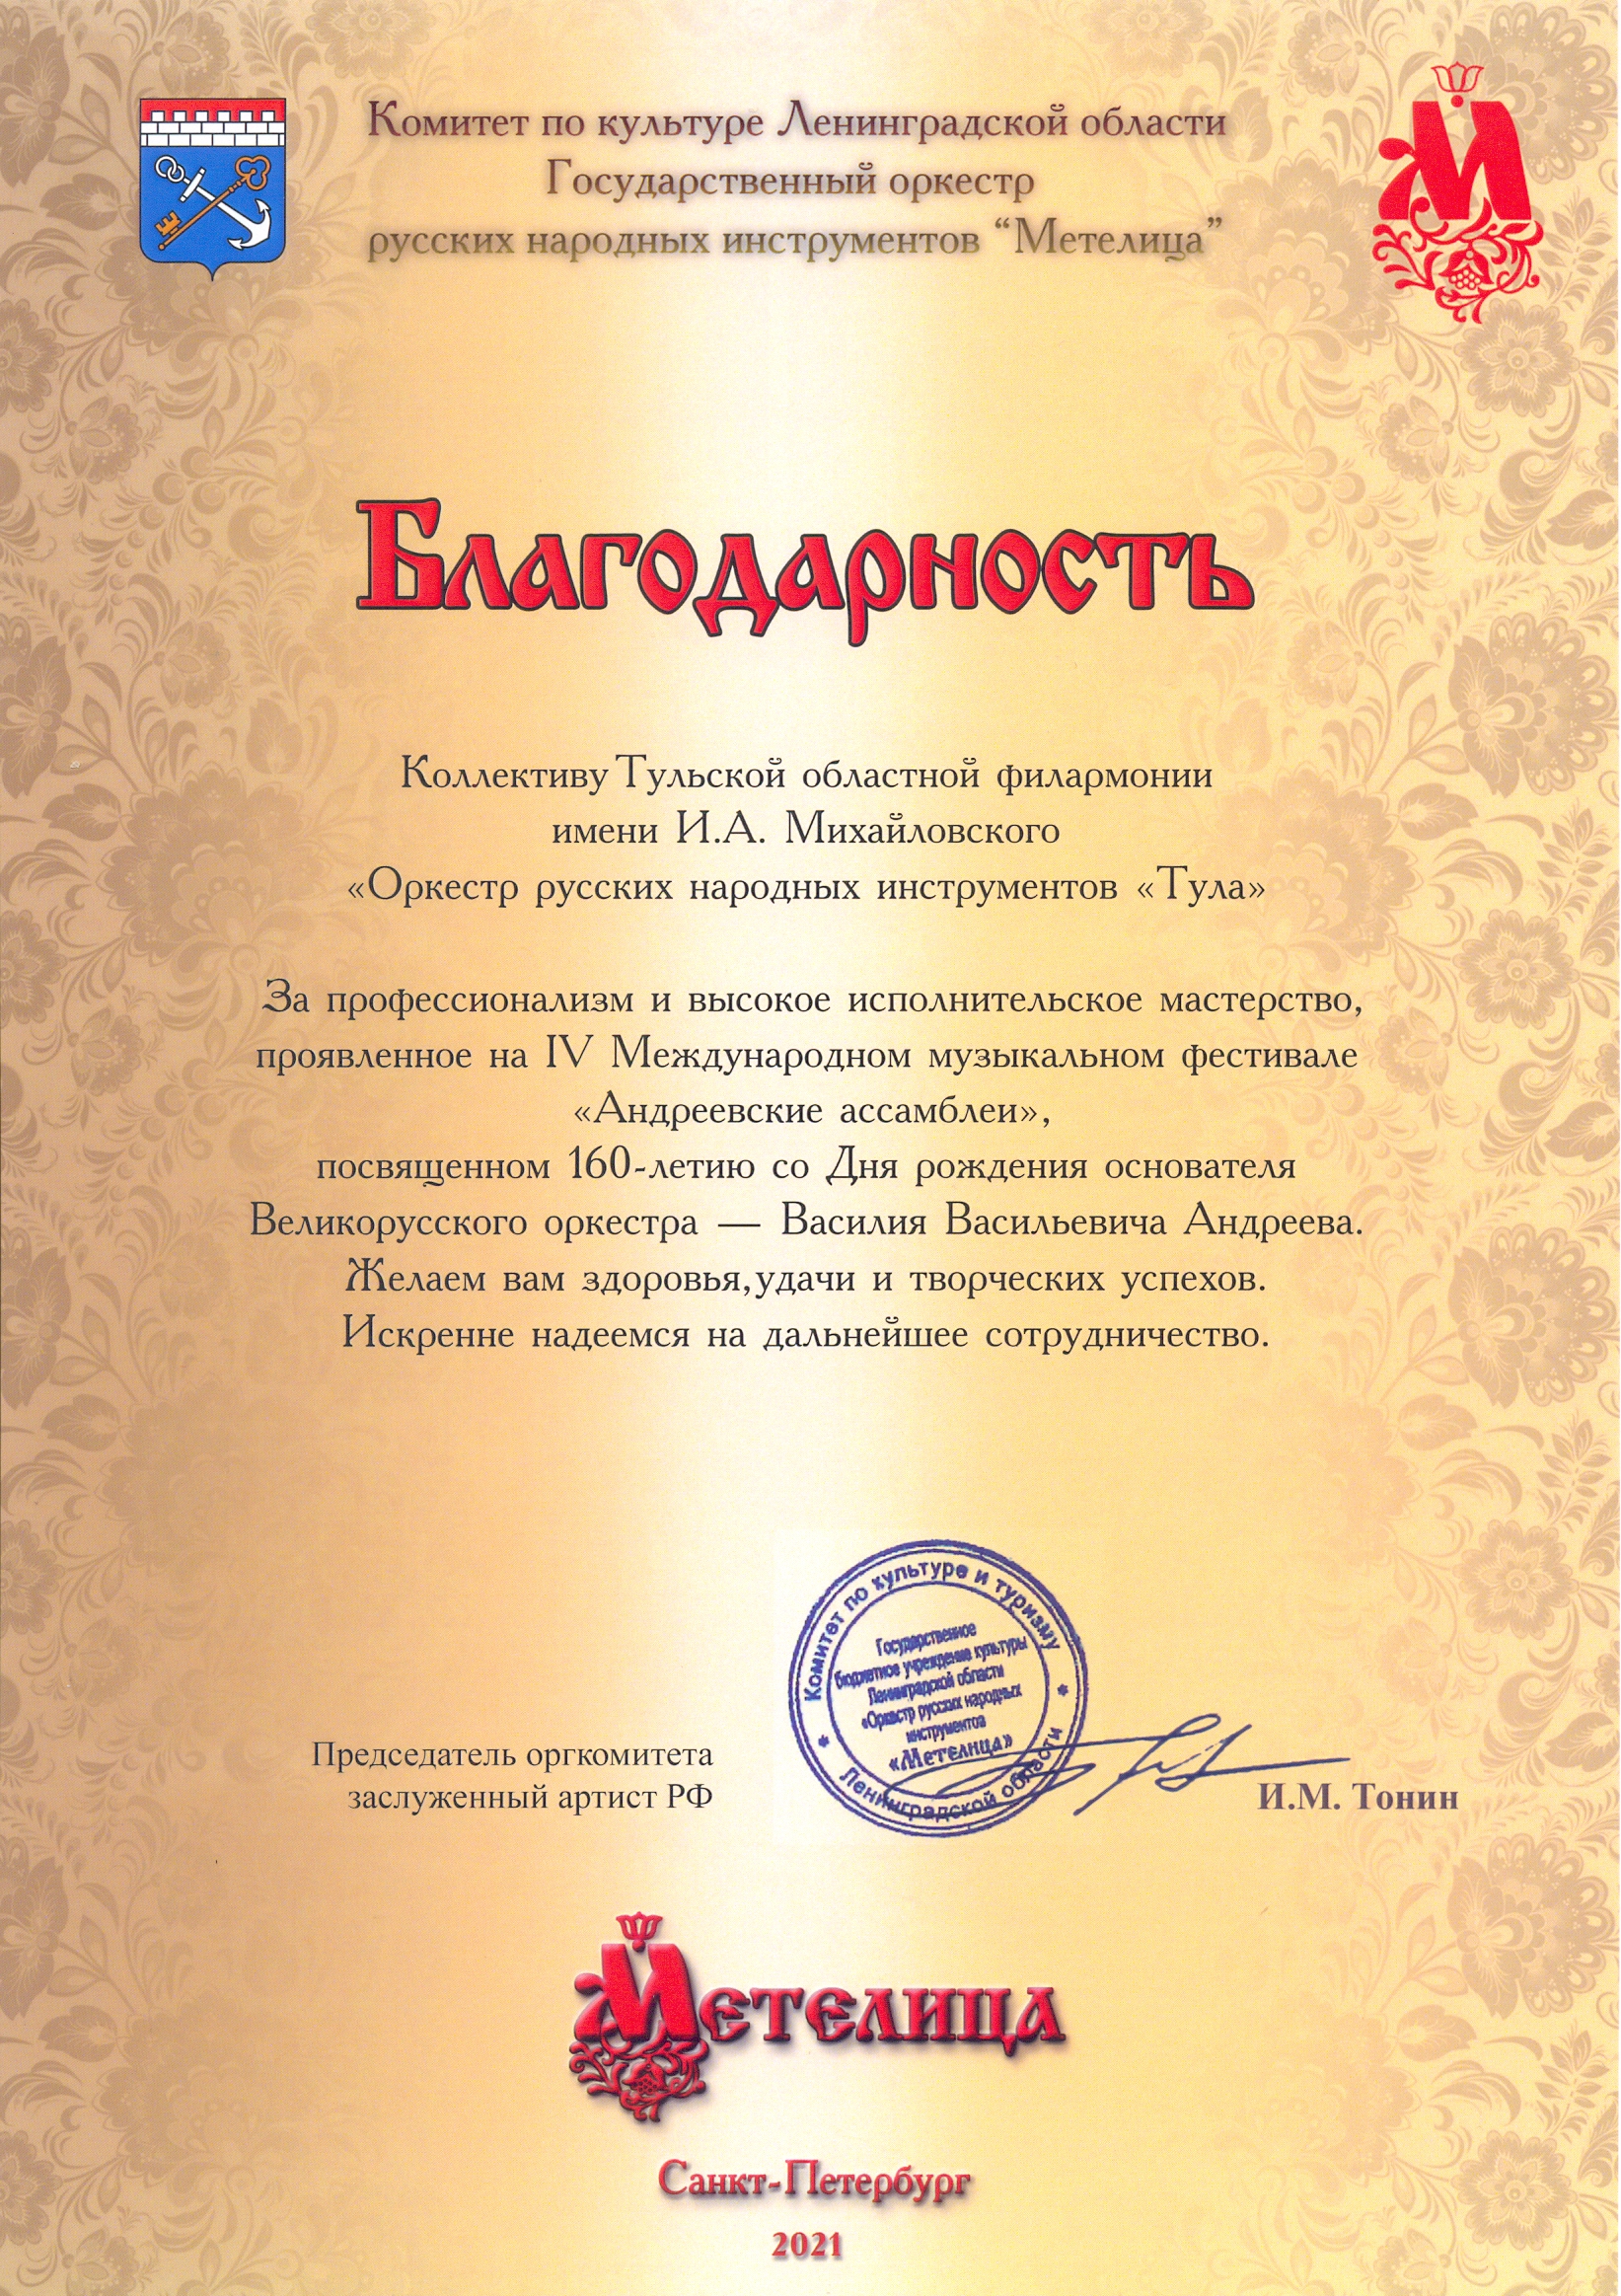 Комитет по культуре Ленинградской области
Государственный оркестр
русских народных инструментов “Метелица”
Благодарность
Коллективу Тульской областной филармонии
имени И.А. Михайловского
«Оркестр русских народных инструментов «Тула»
За профессионализм и высокое исполнительское мастерство,
проявленное на IV Международном музыкальном фестивале
«Андреевские ассамблеи»,
посвященном 160-летию со Дня рождения основателя
Великорусского оркестра — Василия Васильевича Андреева.
Желаем вам здоровья,удачи и творческих успехов.
Искренне надеемся на дальнейшее сотрудничество.
Комитет по культуре и туризму
Государственное
бюджетное учреждение культуры
Ленинградской области
«Оркестр русских народных
инструментов
«Метелица»
Ленинградской области
Председатель оргкомитета
заслуженный артист РФ
И.М. Тонин
Метелица
Санкт-Петербург
2021